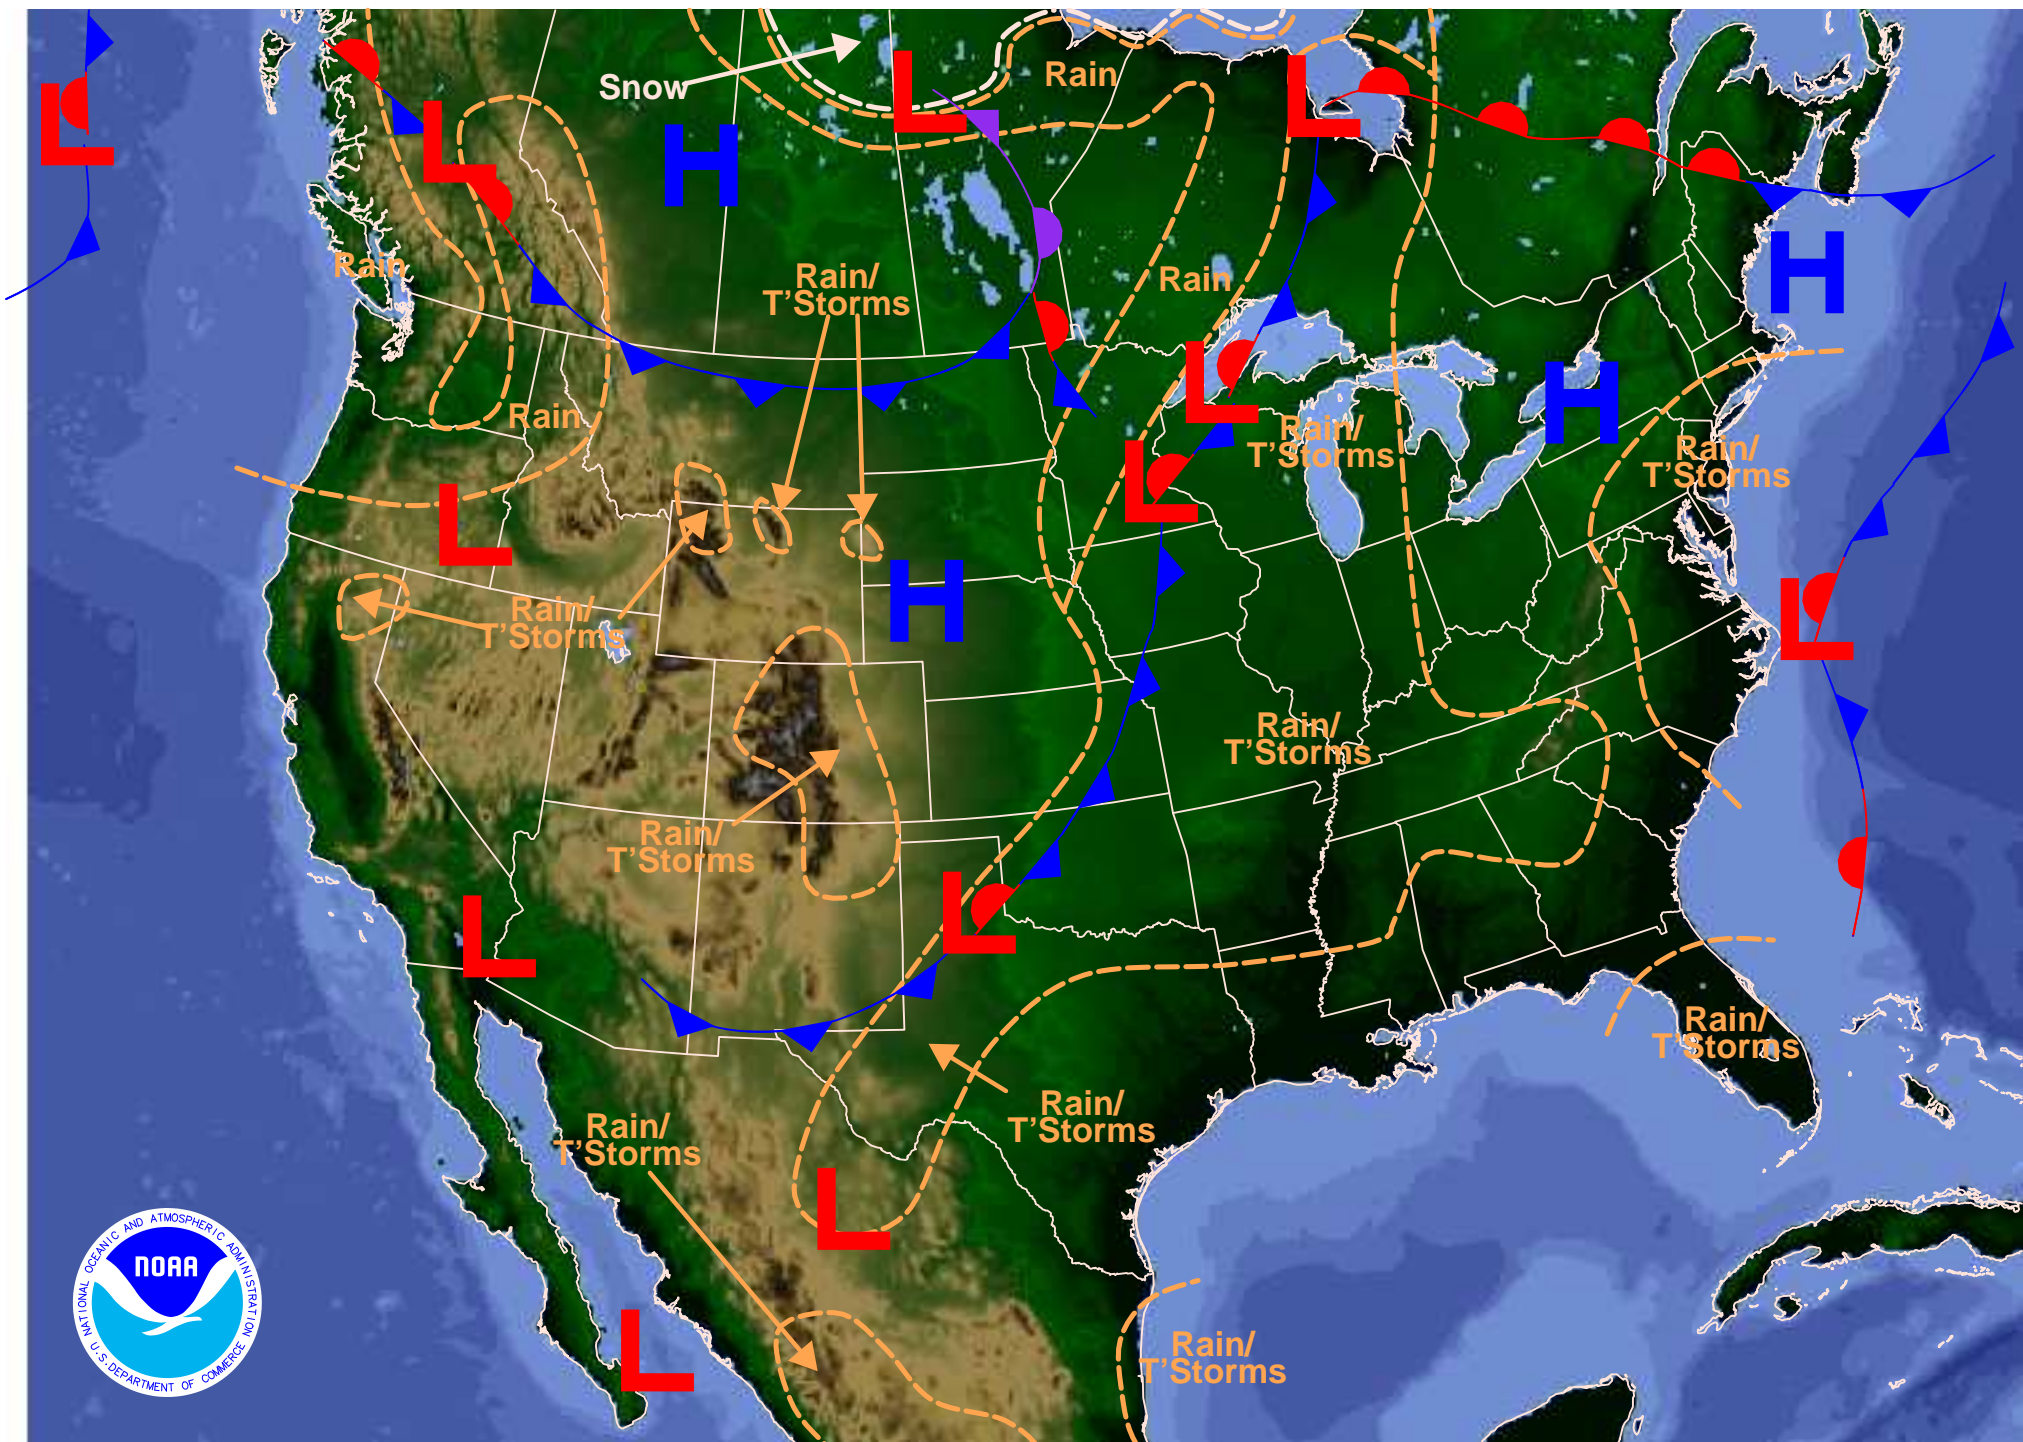 L
L
L
L
Snow
Rain
H
Rain
Rain/
T'Storms
Rain
H
L
H
Rain
Rain/
T'Storms
L
Rain/
T'Storms
L
H
Rain/
T'Storms
L
Rain/
T'Storms
Rain/
T'Storms
L
L
Rain/
T'Storms
Rain/
T'Storms
Rain/
T'Storms
L
L
Rain/
T'Storms
NATIONAL OCEANIC AND ATMOSPHERIC ADMINISTRATION
NOAA
U.S. DEPARTMENT OF COMMERCE